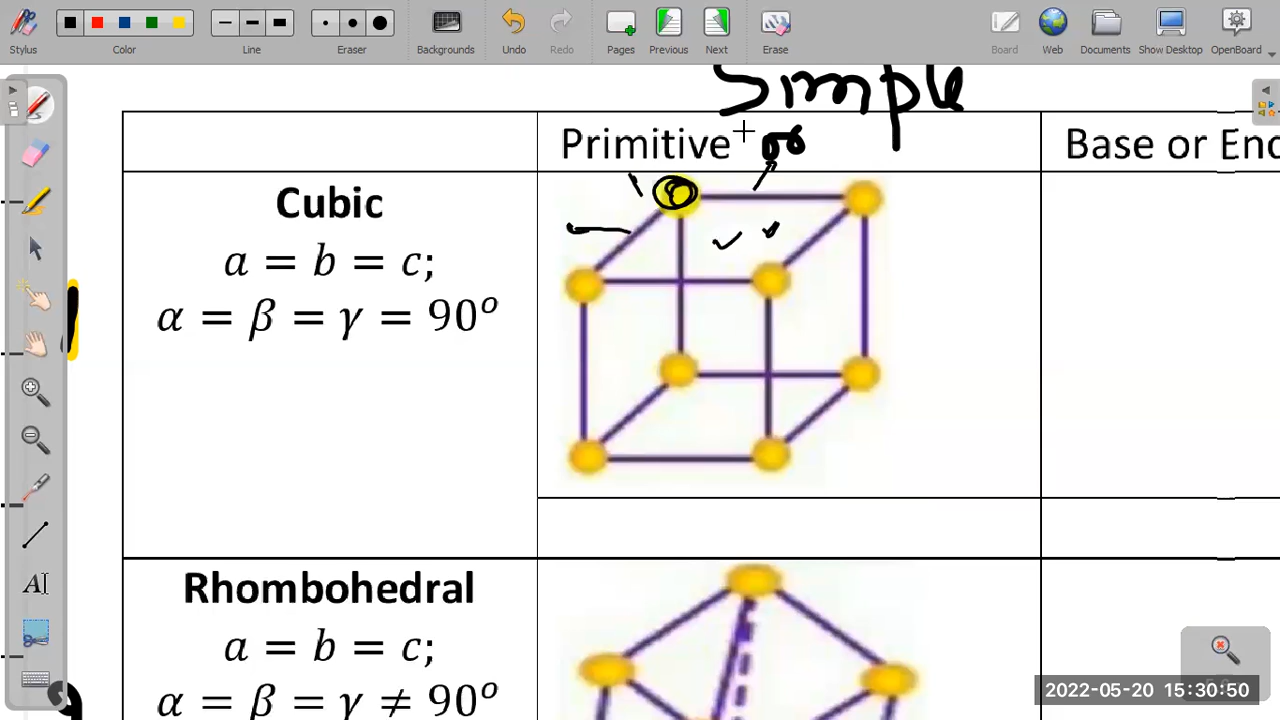 Stylus Color Line Eraser Backgrounds Undo Redo Pages Previous Next Erase Board Web Documents Show Desktop OpenBoard
Simple
Primitive or Base or End
Cubic
a = b = c;
α = β = γ = 90°
Rhombohedral
a = b = c;
α = β = γ ≠ 90°
AI
2022-05-20 15:30:50